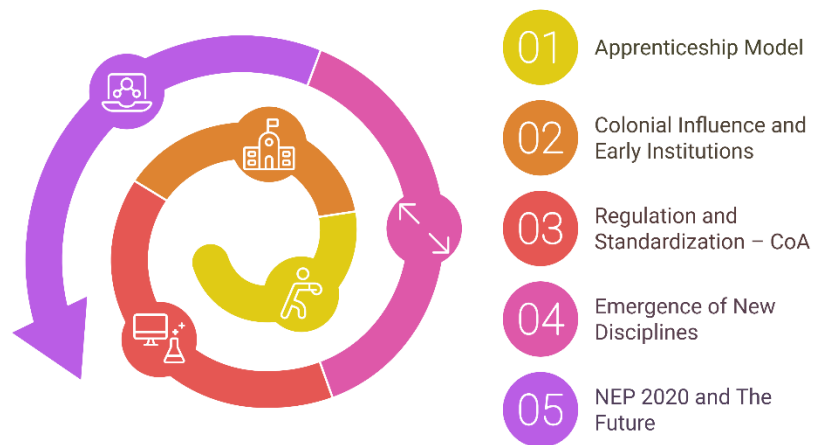 01
Apprenticeship Model
02
Colonial Influence and
Early Institutions
03
Regulation and
Standardization – CoA
04
Emergence of New
Disciplines
05
NEP 2020 and The
Future